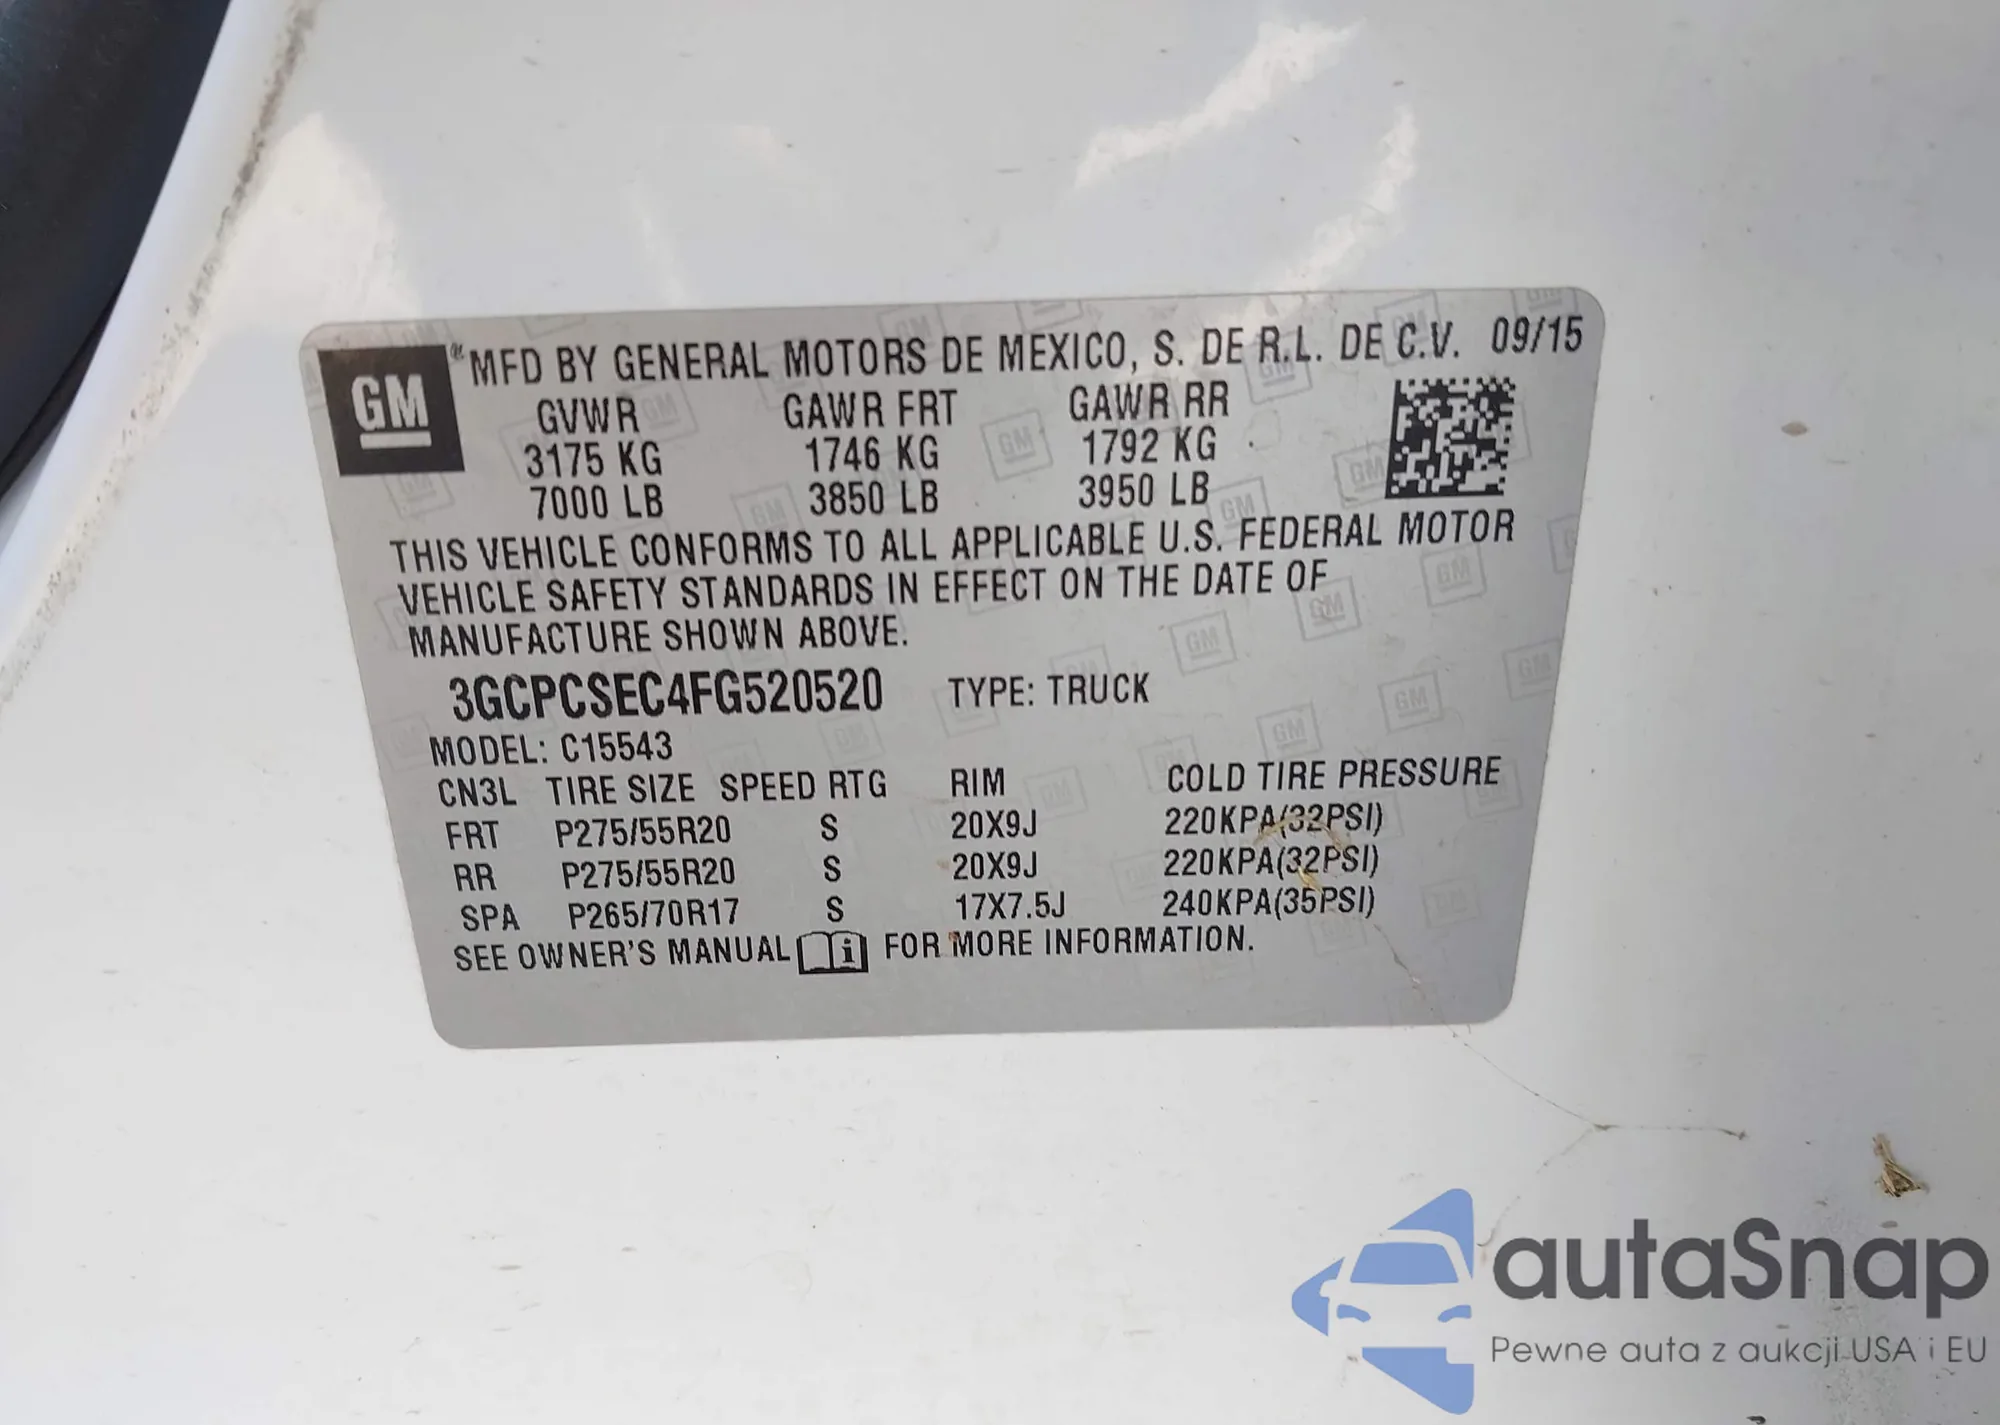 GM
® MFD BY GENERAL MOTORS DE MEXICO, S. DE R.L. DE C.V. 09/15
GVWR GAWR FRT GAWR RR
3175 KG 1746 KG 1792 KG
7000 LB 3850 LB 3950 LB
THIS VEHICLE CONFORMS TO ALL APPLICABLE U.S. FEDERAL MOTOR
VEHICLE SAFETY STANDARDS IN EFFECT ON THE DATE OF
MANUFACTURE SHOWN ABOVE.
3GCPCSEC4FG520520 TYPE: TRUCK
MODEL: C15543
CN3L TIRE SIZE SPEED RTG RIM COLD TIRE PRESSURE
FRT P275/55R20 S 20X9J 220KPA(32PSI)
RR P275/55R20 S 20X9J 220KPA(32PSI)
SPA P265/70R17 S 17X7.5J 240KPA(35PSI)
SEE OWNER'S MANUAL i FOR MORE INFORMATION.
autaSnap
Pewne auta z aukcji USA i EU